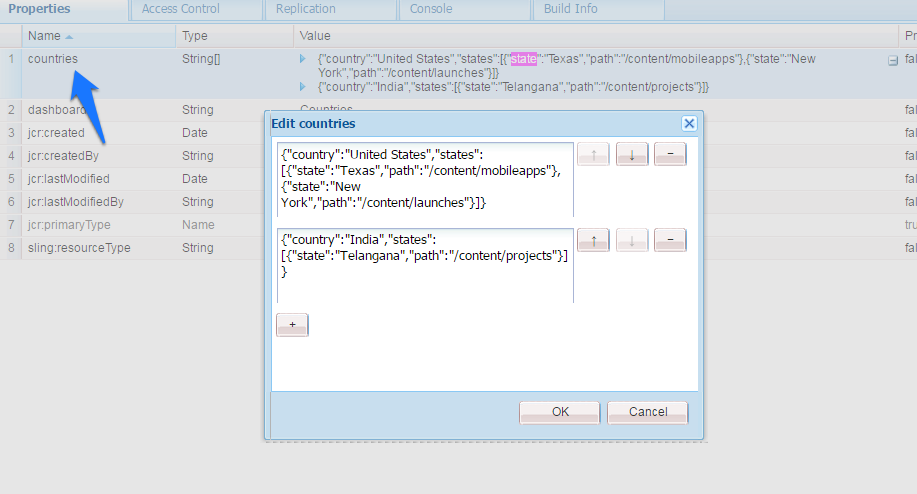 Properties Access Control Replication Console Build Info
Name Type Value Pr
1 countries String[] {"country":"United States","states":[{"state":"Texas","path":"/content/mobileapps"},{"state":"New fal
York","path":"/content/launches"}]}
{"country":"India","states":[{"state":"Telangana","path":"/content/projects"}]}
2 dashboard String Countries fal
3 jcr:created Date fal
4 jcr:createdBy String fal
5 jcr:lastModified Date fal
6 jcr:lastModifiedBy String fal
7 jcr:primaryType Name tru
8 sling:resourceType String fal
Edit countries
{"country":"United States","states":
[{"state":"Texas","path":"/content/mobileapps"},
{"state":"New
York","path":"/content/launches"}]}
{"country":"India","states":
[{"state":"Telangana","path":"/content/projects"}]
}
OK Cancel